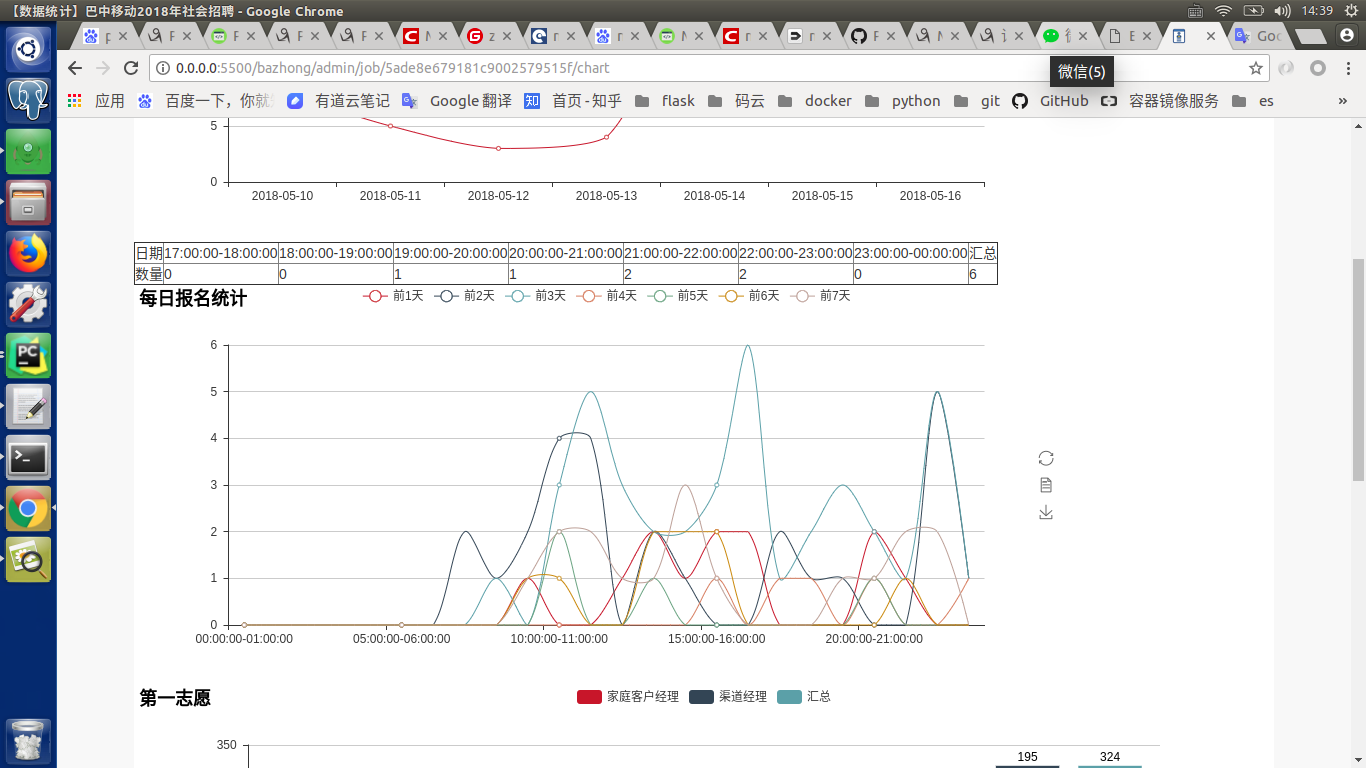 【数据统计】巴中移动2018年社会招聘 - Google Chrome
14:39
0.0.0.0:5500/bazhong/admin/job/5ade8e679181c9002579515f/chart
微信(5)
应用 百度一下，你就 有道云笔记 Google 翻译 首页 - 知乎 flask 码云 docker python git GitHub 容器镜像服务 es »
5
0
2018-05-10 2018-05-11 2018-05-12 2018-05-13 2018-05-14 2018-05-15 2018-05-16
日期 17:00:00-18:00:00 18:00:00-19:00:00 19:00:00-20:00:00 20:00:00-21:00:00 21:00:00-22:00:00 22:00:00-23:00:00 23:00:00-00:00:00 汇总
数量 0 0 1 1 2 2 0 6
每日报名统计 前1天 前2天 前3天 前4天 前5天 前6天 前7天
6
5
4
3
2
1
0
00:00:00-01:00:00 05:00:00-06:00:00 10:00:00-11:00:00 15:00:00-16:00:00 20:00:00-21:00:00
第一志愿 家庭客户经理 渠道经理 汇总
350
195 324